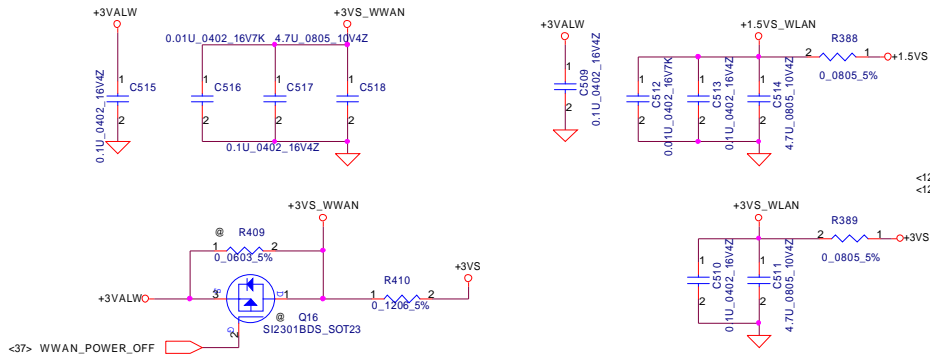 +3VALW
+3VS_WWAN
0.01U_0402_16V7K
4.7U_0805_10V4Z
1
C515
2
0.1U_0402_16V4Z
1
C516
2
1
C517
2
1
C518
2
0.1U_0402_16V4Z
+3VALW
1
C509
2
0.1U_0402_16V4Z
+1.5VS_WLAN
2
R388
1
+1.5VS
0_0805_5%
1
C512
2
0.01U_0402_16V7K
1
C513
2
0.1U_0402_16V4Z
1
C514
2
4.7U_0805_10V4Z
<12
<12
+3VS_WWAN
@
R409
1
2
0_0603_5%
+3VS
R410
1
2
0_1206_5%
+3VALW
3
S
D
1
G
2
@
Q16
SI2301BDS_SOT23
<37> WWAN_POWER_OFF
+3VS_WLAN
2
R389
1
+3VS
0_0805_5%
1
C510
2
0.1U_0402_16V4Z
1
C511
2
4.7U_0805_10V4Z